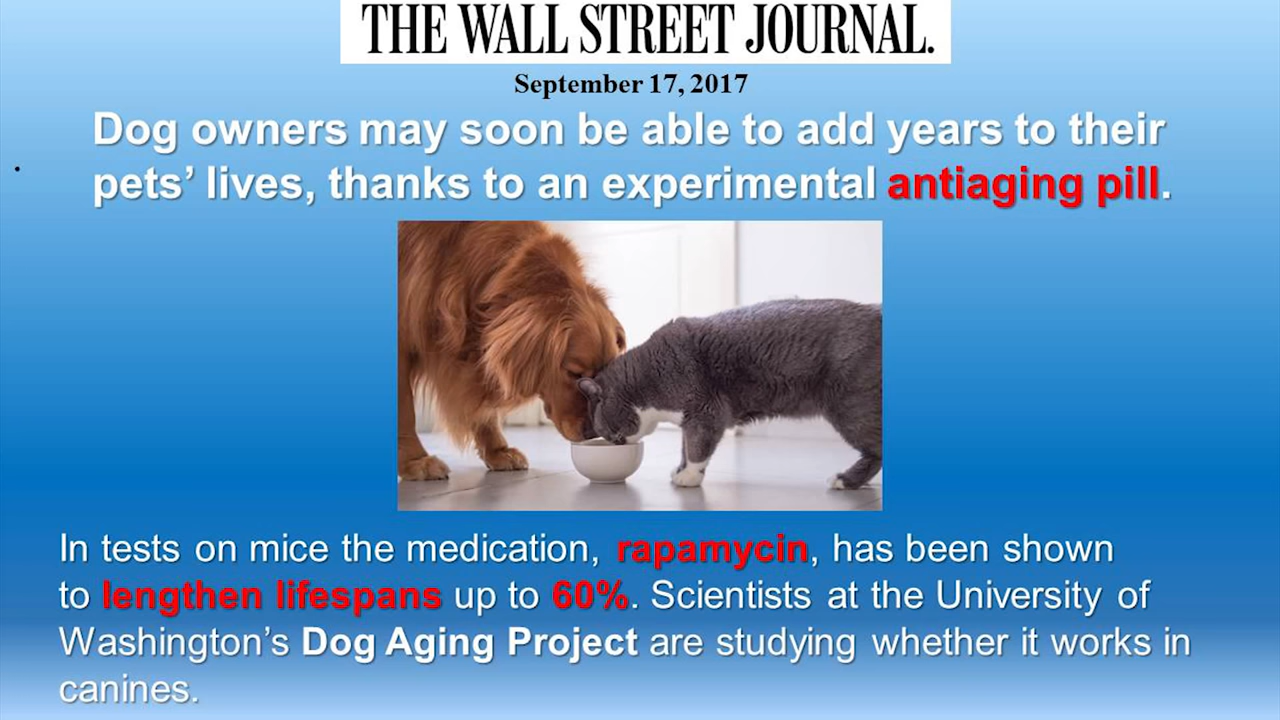 THE WALL STREET JOURNAL.
September 17, 2017
Dog owners may soon be able to add years to their
pets’ lives, thanks to an experimental antiaging pill.
In tests on mice the medication, rapamycin, has been shown
to lengthen lifespans up to 60%. Scientists at the University of
Washington’s Dog Aging Project are studying whether it works in
canines.